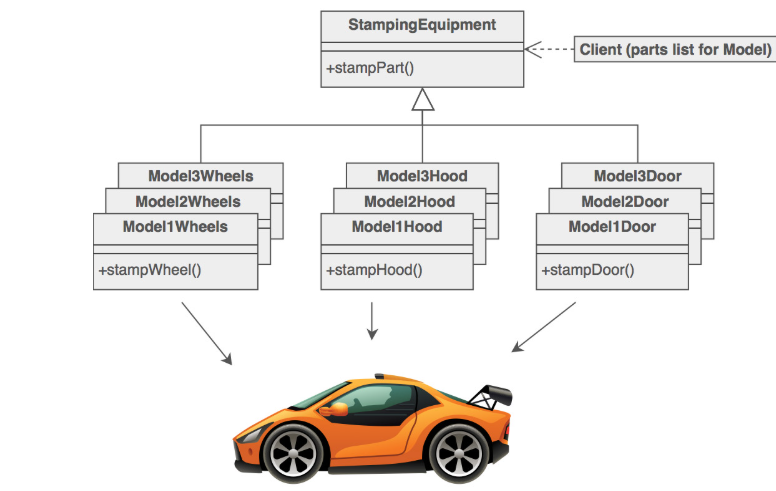 StampingEquipment
+stampPart()
Client (parts list for Model)
Model3Wheels
Model2Wheels
Model1Wheels
+stampWheel()
Model3Hood
Model2Hood
Model1Hood
+stampHood()
Model3Door
Model2Door
Model1Door
+stampDoor()